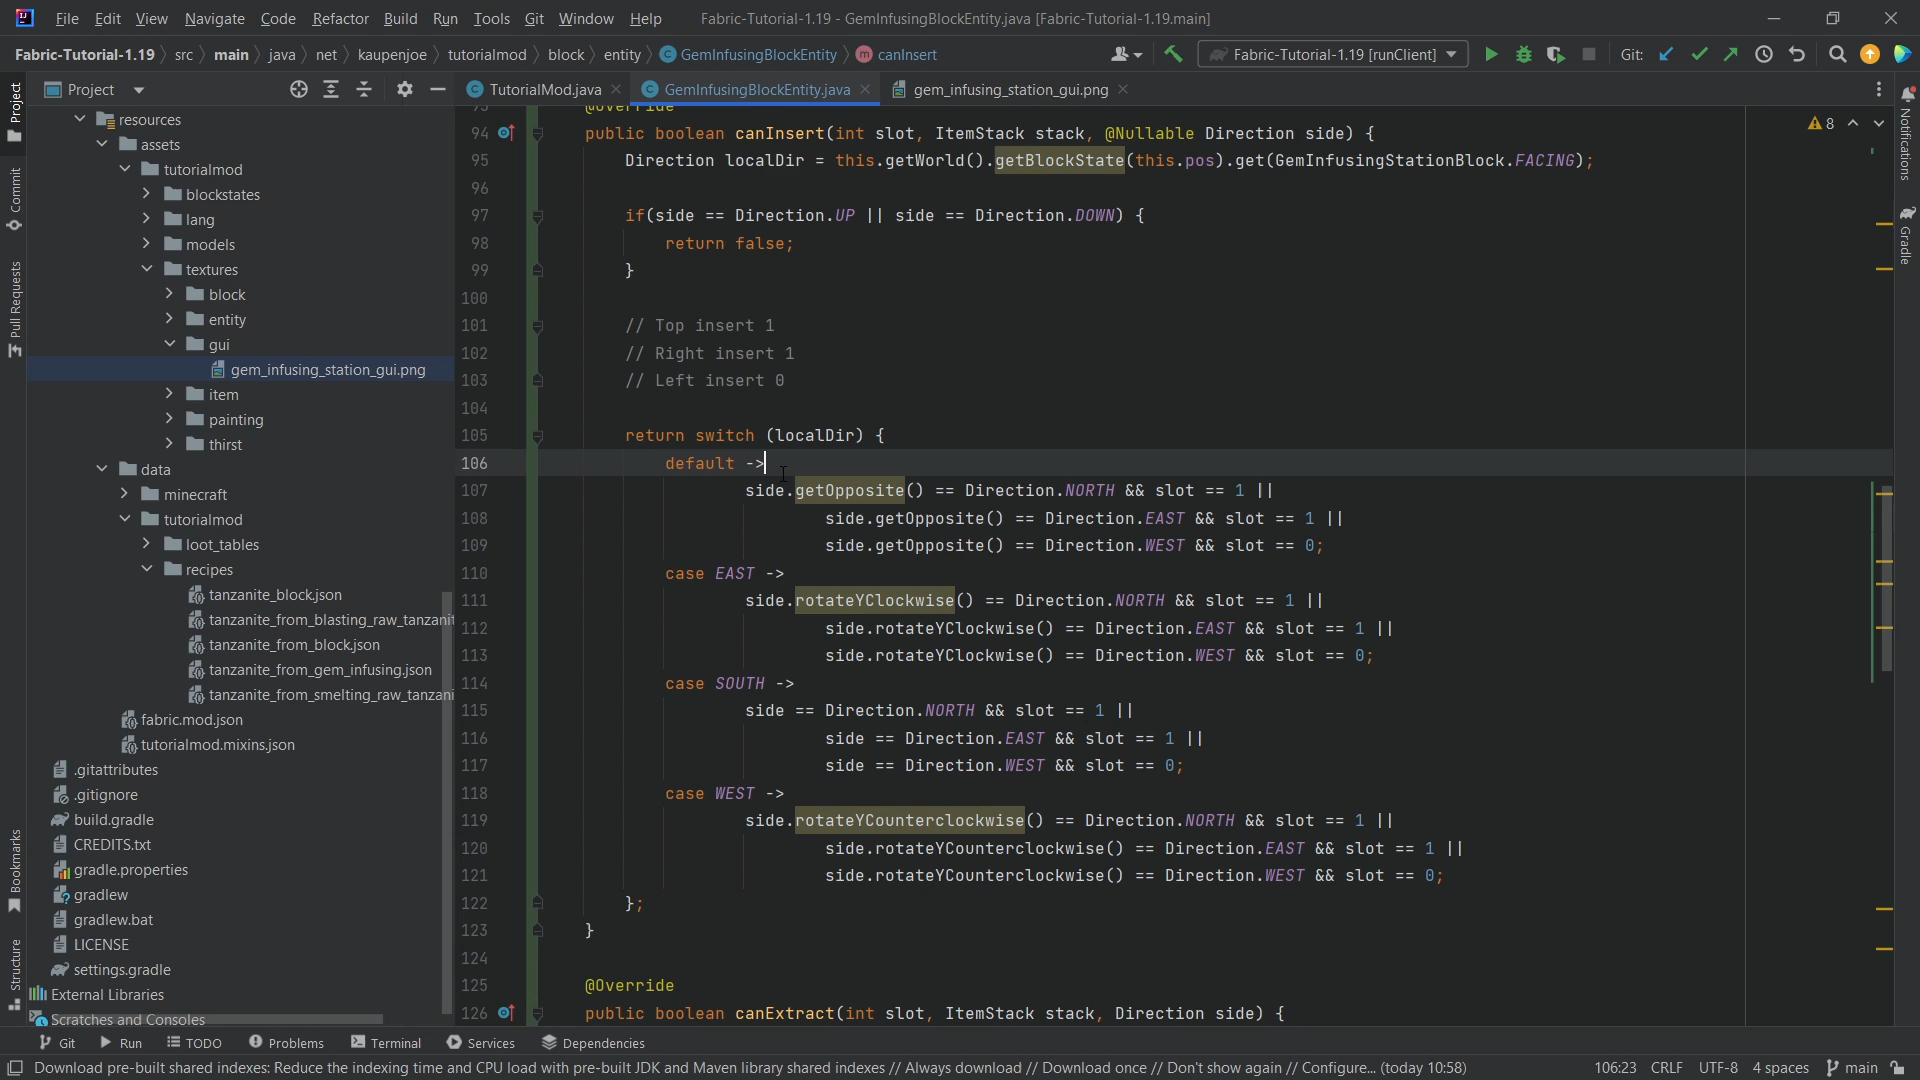 File Edit View Navigate Code Refactor Build Run Tools Git Window Help Fabric-Tutorial-1.19 - GemInfusingBlockEntity.java [Fabric-Tutorial-1.19.main]
Fabric-Tutorial-1.19 src main java net kaupenjoe tutorialmod block entity GemInfusingBlockEntity canInsert Fabric-Tutorial-1.19 [runClient] Git:
Project TutorialMod.java GemInfusingBlockEntity.java gem_infusing_station_gui.png
Project
Commit
Pull Requests
Bookmarks
Structure
Notifications
Gradle
resources
assets
tutorialmod
blockstates
lang
models
textures
block
entity
gui
gem_infusing_station_gui.png
item
painting
thirst
data
minecraft
tutorialmod
loot_tables
recipes
tanzanite_block.json
tanzanite_from_blasting_raw_tanzanit
tanzanite_from_block.json
tanzanite_from_gem_infusing.json
tanzanite_from_smelting_raw_tanzani
fabric.mod.json
tutorialmod.mixins.json
.gitattributes
.gitignore
build.gradle
CREDITS.txt
gradle.properties
gradlew
gradlew.bat
LICENSE
settings.gradle
External Libraries
Scratches and Consoles
8
93 @Override
94 public boolean canInsert(int slot, ItemStack stack, @Nullable Direction side) {
95 Direction localDir = this.getWorld().getBlockState(this.pos).get(GemInfusingStationBlock.FACING);
96
97 if(side == Direction.UP || side == Direction.DOWN) {
98 return false;
99 }
100
101 // Top insert 1
102 // Right insert 1
103 // Left insert 0
104
105 return switch (localDir) {
106 default ->
107 side.getOpposite() == Direction.NORTH && slot == 1 ||
108 side.getOpposite() == Direction.EAST && slot == 1 ||
109 side.getOpposite() == Direction.WEST && slot == 0;
110 case EAST ->
111 side.rotateYClockwise() == Direction.NORTH && slot == 1 ||
112 side.rotateYClockwise() == Direction.EAST && slot == 1 ||
113 side.rotateYClockwise() == Direction.WEST && slot == 0;
114 case SOUTH ->
115 side == Direction.NORTH && slot == 1 ||
116 side == Direction.EAST && slot == 1 ||
117 side == Direction.WEST && slot == 0;
118 case WEST ->
119 side.rotateYCounterclockwise() == Direction.NORTH && slot == 1 ||
120 side.rotateYCounterclockwise() == Direction.EAST && slot == 1 ||
121 side.rotateYCounterclockwise() == Direction.WEST && slot == 0;
122 };
123 }
124
125 @Override
126 public boolean canExtract(int slot, ItemStack stack, Direction side) {
Git Run TODO Problems Terminal Services Dependencies
Download pre-built shared indexes: Reduce the indexing time and CPU load with pre-built JDK and Maven library shared indexes // Always download // Download once // Don't show again // Configure... (today 10:58) 106:23 CRLF UTF-8 4 spaces main